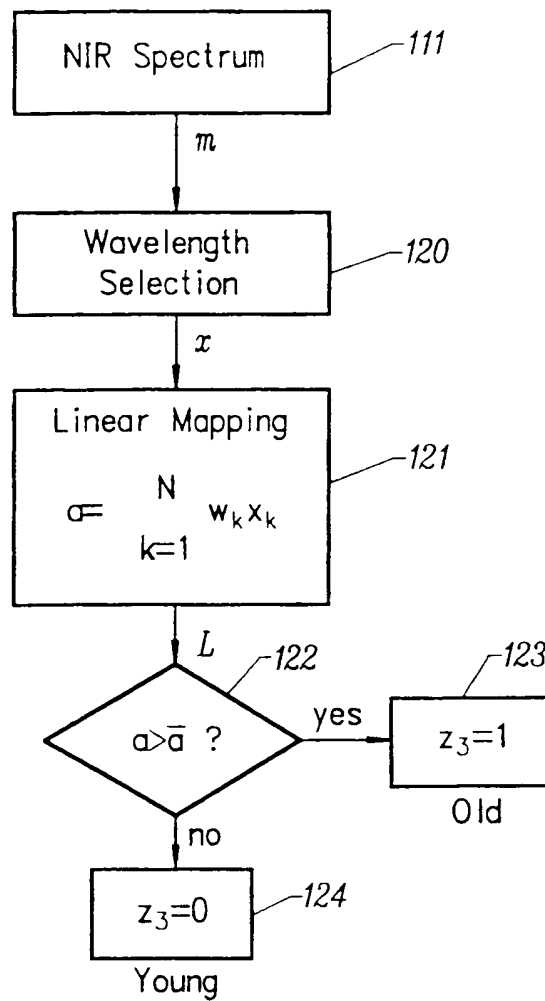 NIR Spectrum
111
m
Wavelength
Selection
120
x
Linear Mapping
N
a= w_k x_k
k=1
121
L
122
a>a̅ ?
yes
123
z_3=1
Old
no
z_3=0
124
Young